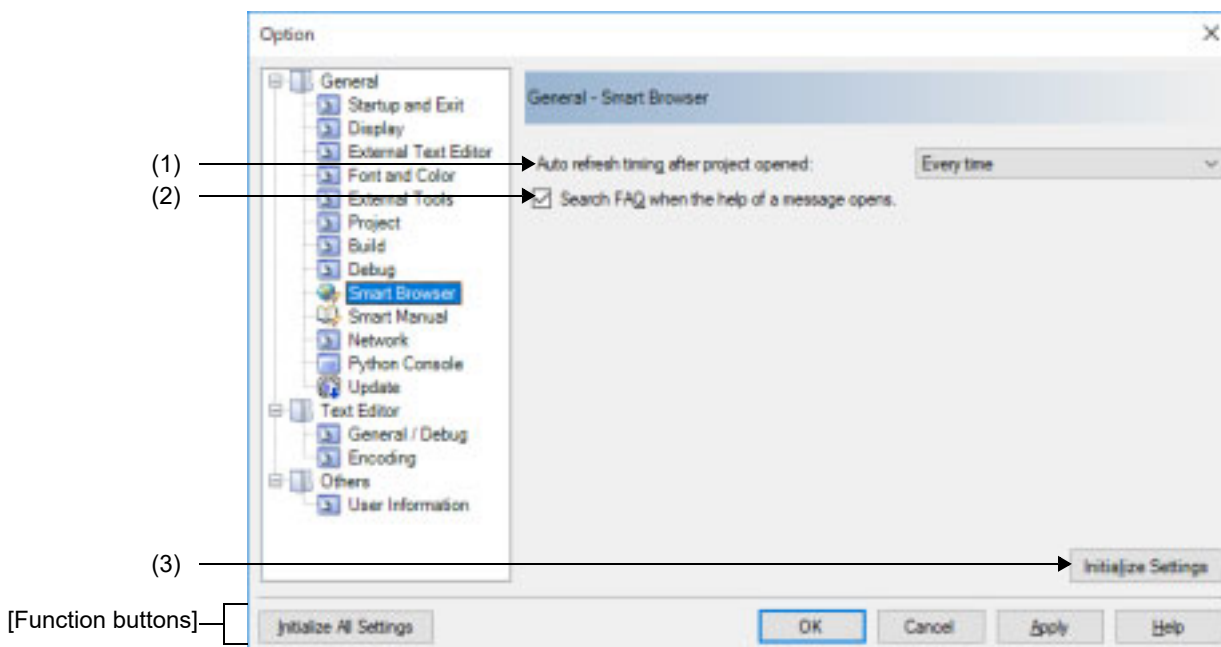 Option
General
Startup and Exit
Display
External Text Editor
Font and Color
External Tools
Project
Build
Debug
Smart Browser
Smart Manual
Network
Python Console
Update
Text Editor
General / Debug
Encoding
Others
User Information
General - Smart Browser
(1)
Auto refresh timing after project opened:
Every time
(2)
Search FAQ when the help of a message opens.
(3)
Initialize Settings
[Function buttons]
Initialize All Settings
OK
Cancel
Apply
Help